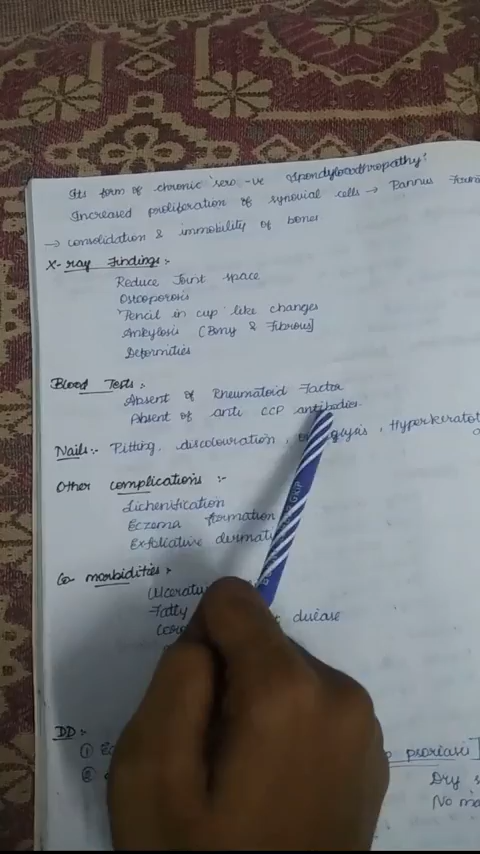 Its form of chronic sero -ve Spondyloarthropathy!
Increased proliferation of synovial cells → Pannus
→ consolidation & immobility of bones
X-ray Findings:-
Reduce Joint space
Osteoporosis
'Pencil in cup' like changes
Ankylosis (Bony & Fibrous]
Deformities
Blood Tests :-
Absent of Rheumatoid Factor
Absent of anti CCP antibodies.
Nails:- Pitting, discolouration,
Other complications :-
Lichenification
Eczema formation
Exfoliative
Co-morbidities :-
Fatty
disease
DD:-
①
psoriasis]
②
Dry
No